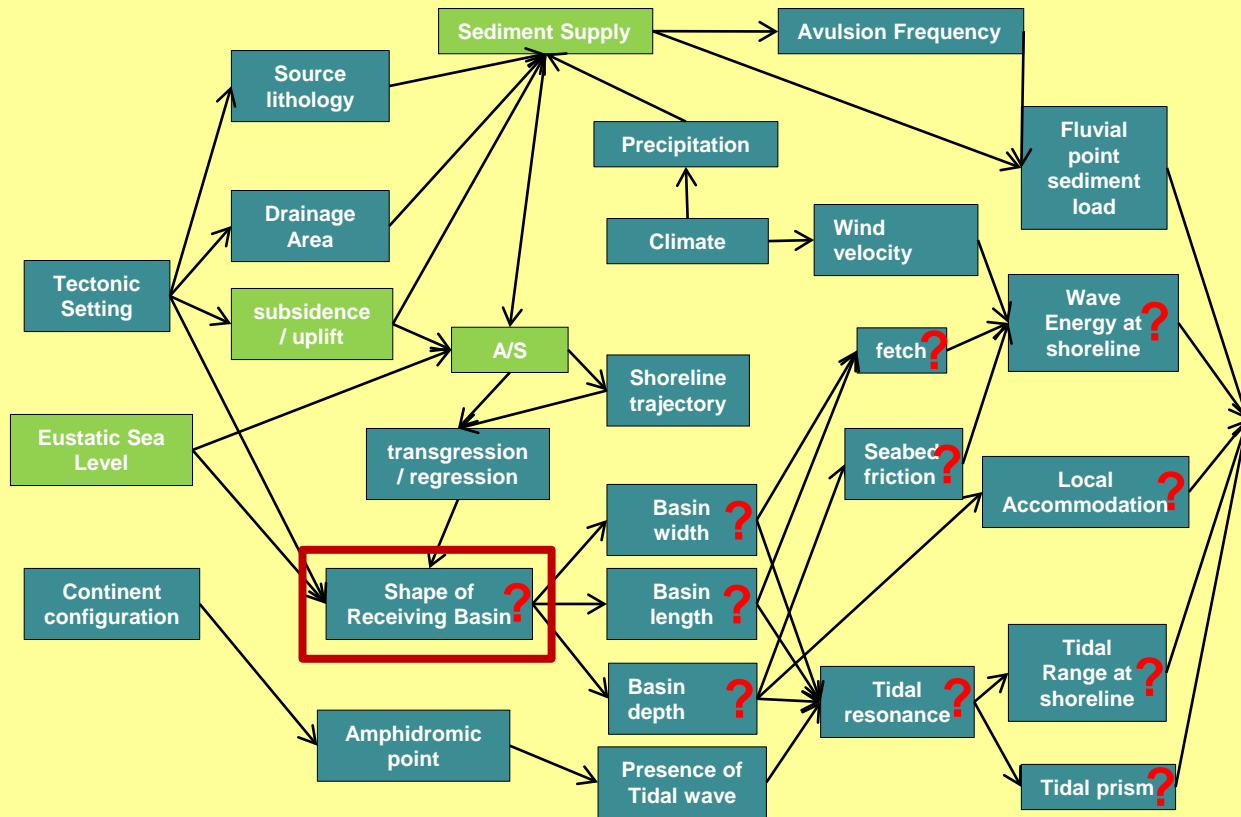 Sediment Supply
Avulsion Frequency
Source
lithology
Precipitation
Fluvial
point
sediment
load
Drainage
Area
Climate
Wind
velocity
Tectonic
Setting
subsidence
/ uplift
A/S
fetch?
Wave
Energy at
shoreline
?
Shoreline
trajectory
Eustatic Sea
Level
transgression
/ regression
Seabed
friction
?
Local
Accommodation
?
Basin
width
?
Continent
configuration
Shape of
Receiving Basin
?
Basin
length
?
Basin
depth
?
Tidal
resonance
?
Tidal
Range at
shoreline
?
Amphidromic
point
Presence of
Tidal wave
Tidal prism?